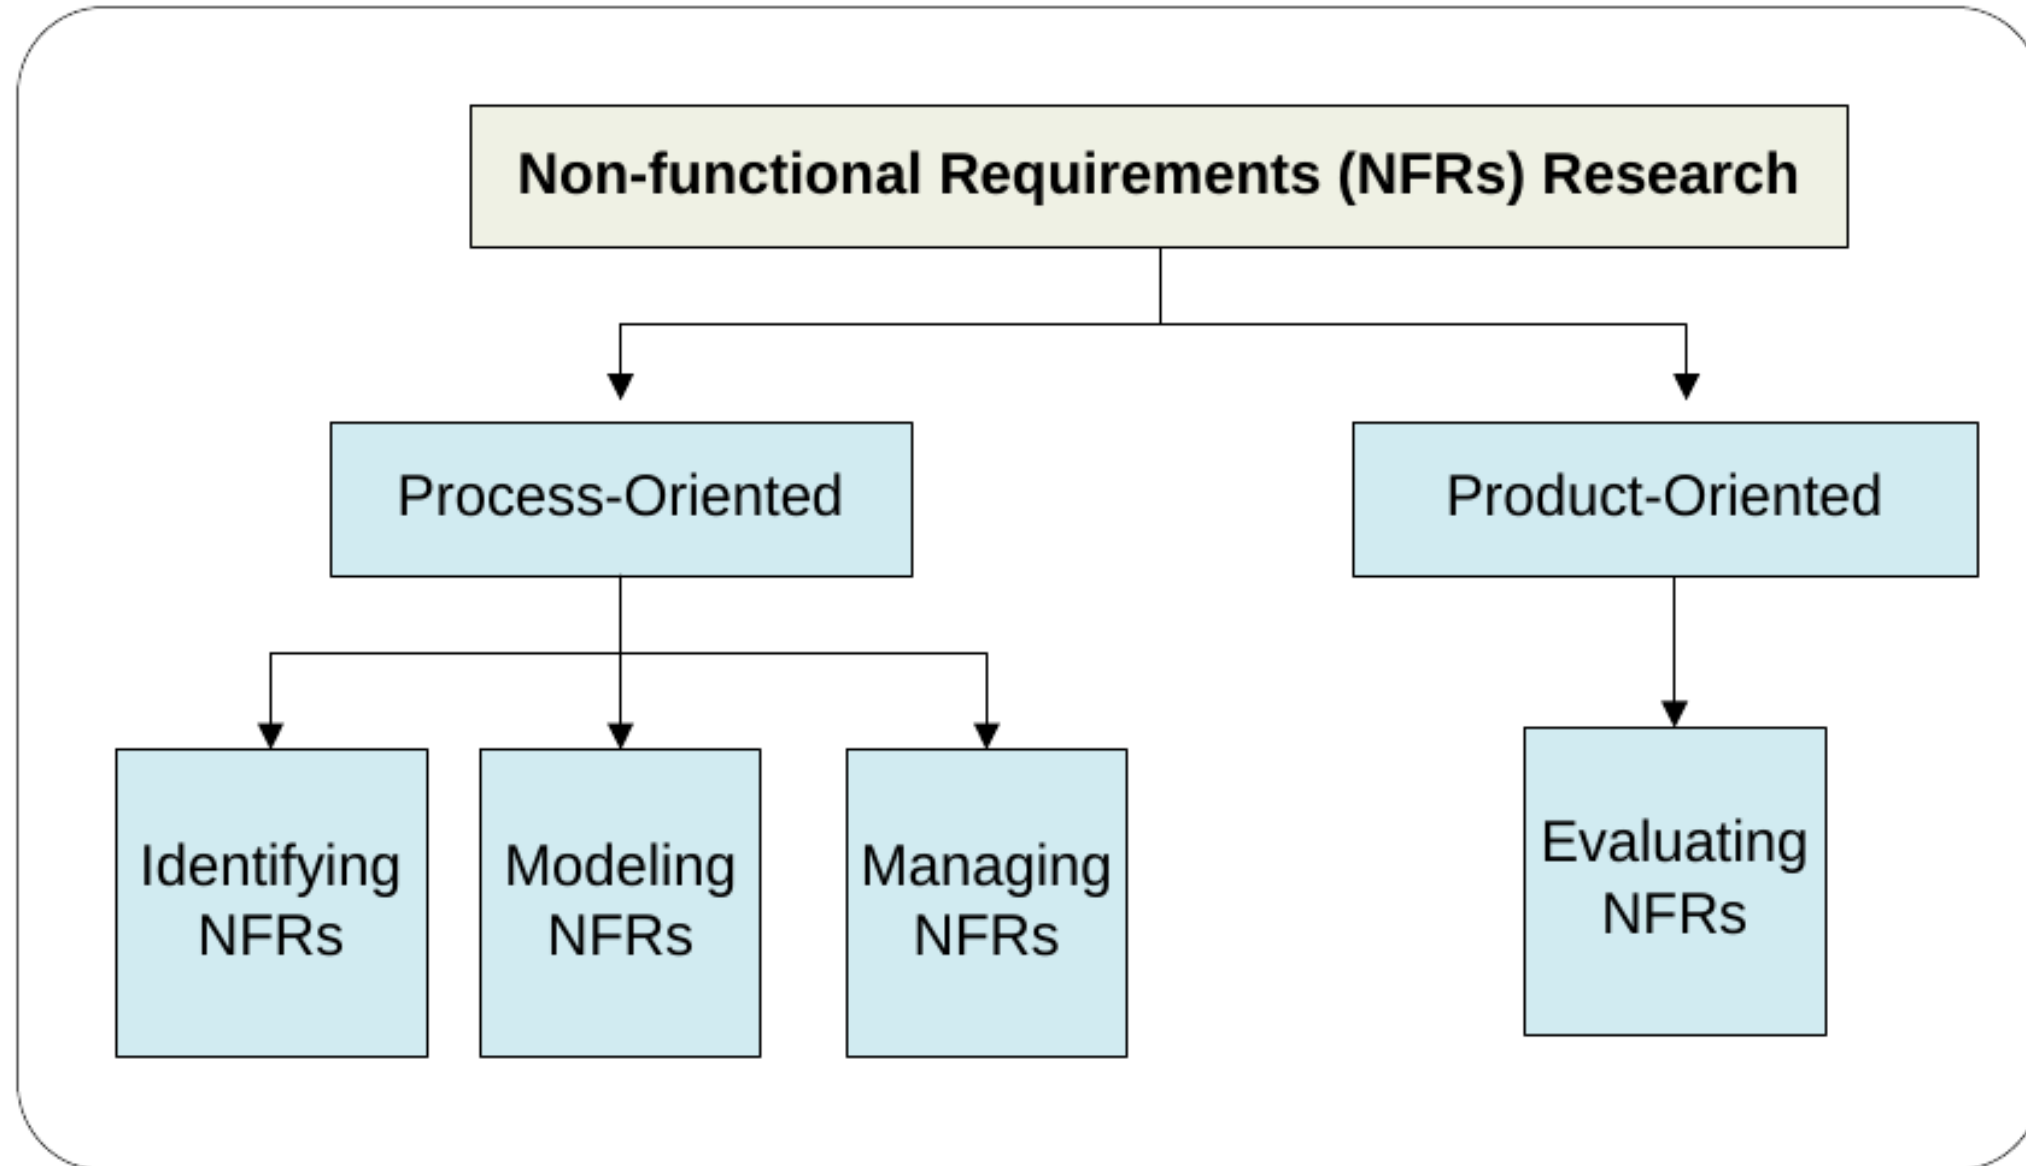 Non-functional Requirements (NFRs) Research
Process-Oriented
Product-Oriented
Identifying
NFRs
Modeling
NFRs
Managing
NFRs
Evaluating
NFRs